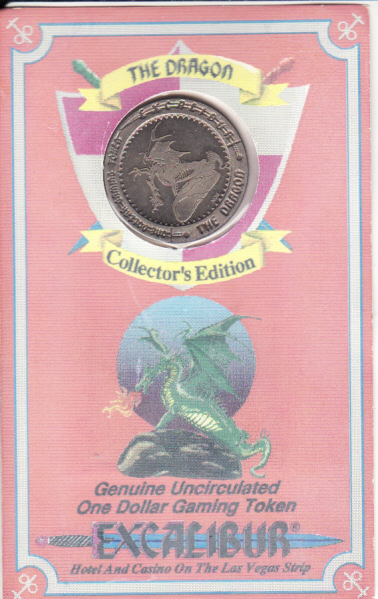 THE DRAGON
EXCALIBUR
THE DRAGON
Collector's Edition
Genuine Uncirculated
One Dollar Gaming Token
EXCALIBUR®
Hotel And Casino On The Las Vegas Strip